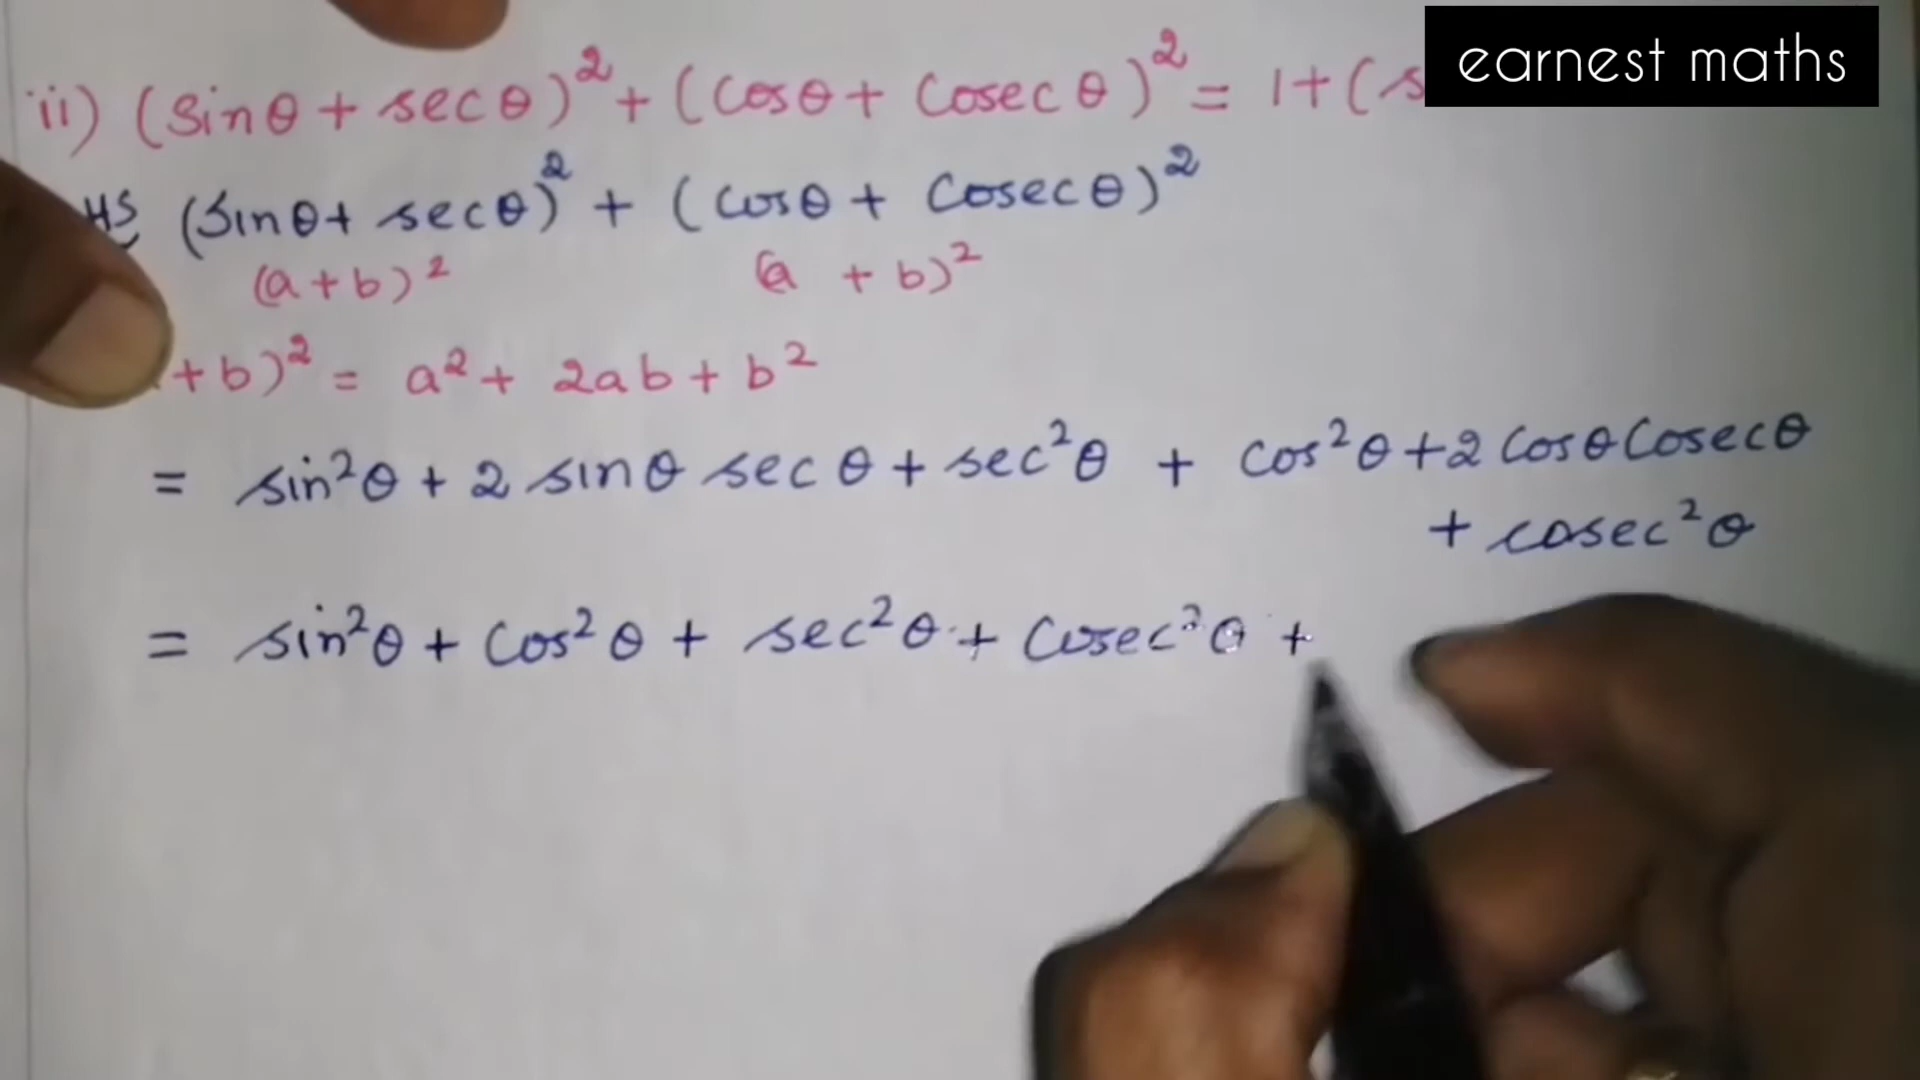 earnest maths
ii) (sinθ + secθ)² + (cosθ + cosecθ)² = 1+(s
HS (sinθ + secθ)² + (cosθ + cosecθ)²
(a+b)² (a + b)²
+b)² = a² + 2ab + b²
= sin²θ + 2 sinθ secθ + sec²θ + cos²θ + 2 cosθ cosecθ
+ cosec²θ
= sin²θ + cos²θ + sec²θ + cosec²θ +